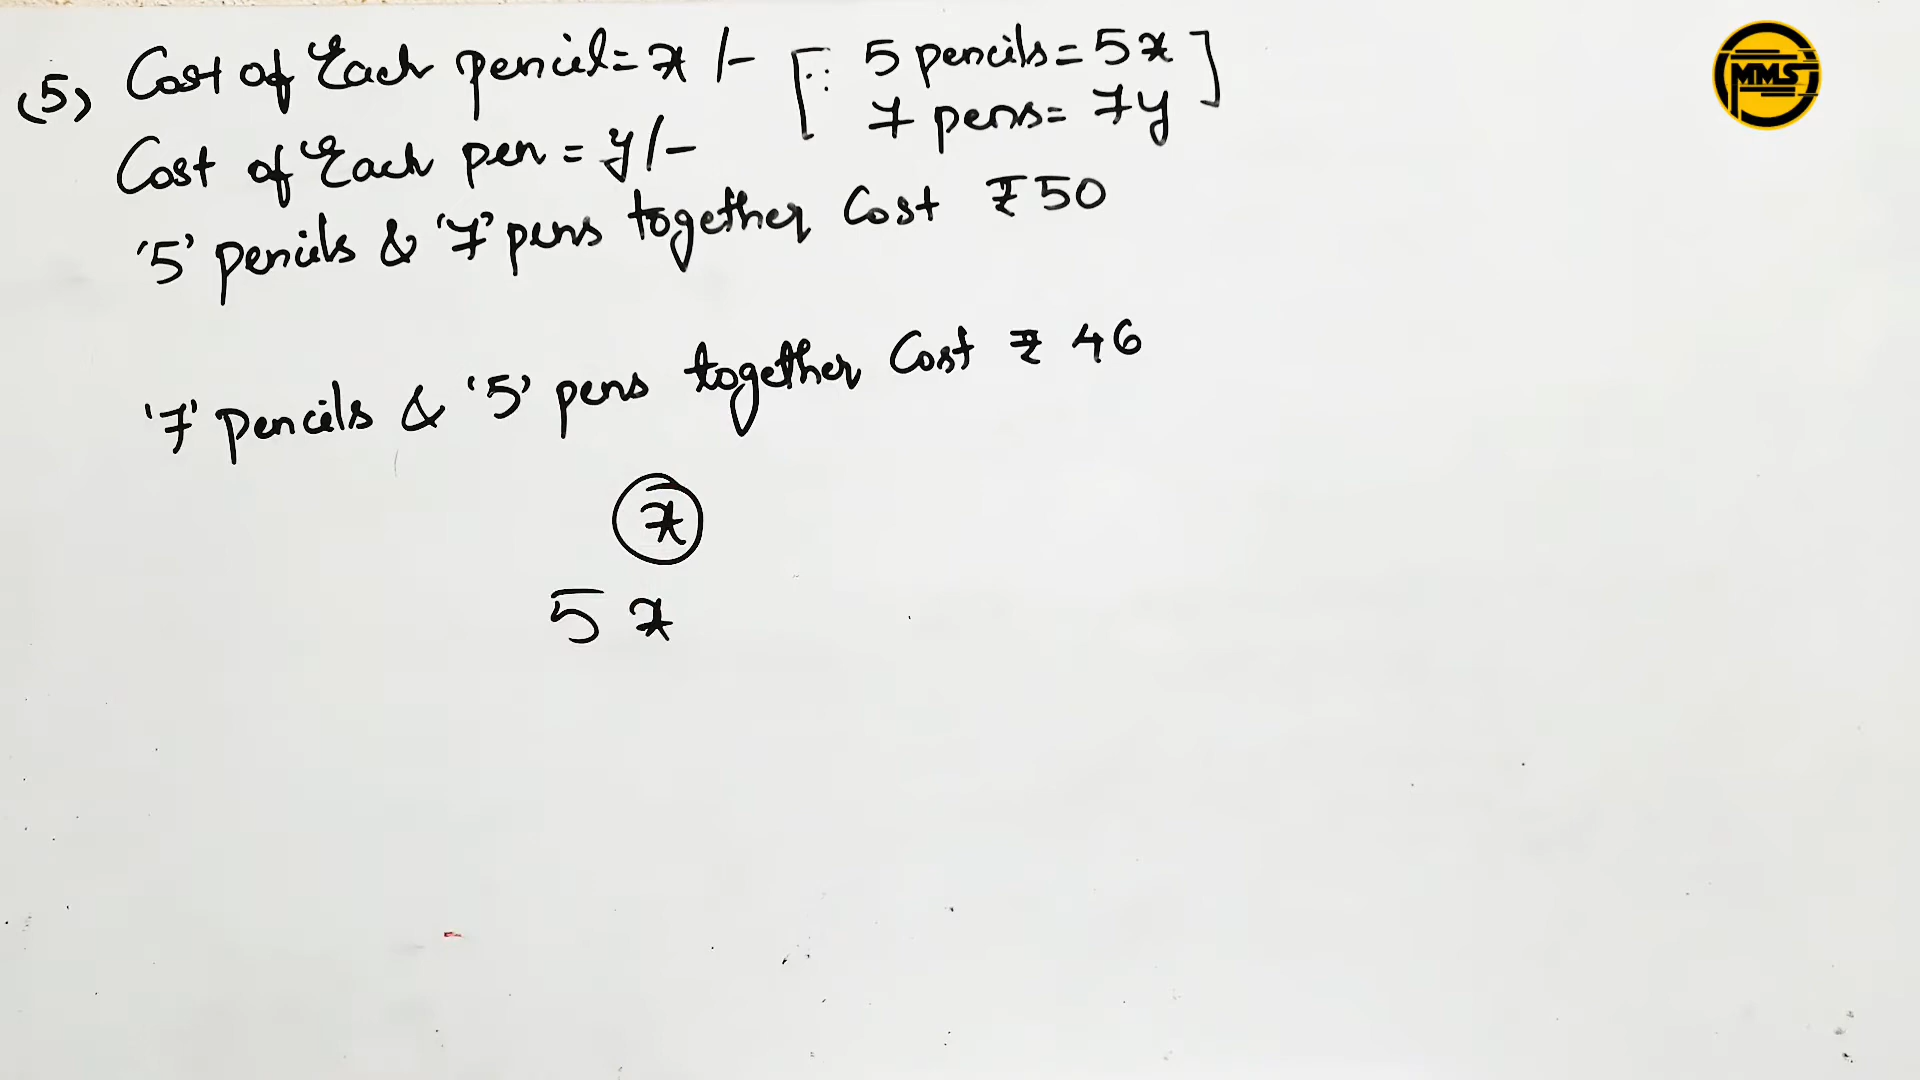 (5) Cost of Each pencil = x /- [∵ 5 pencils = 5x
7 pens = 7y]
Cost of Each pen = y/-
'5' pencils & '7' pens together Cost ₹ 50
'7' pencils & '5' pens together Cost ₹ 46
x
5 x
MMS